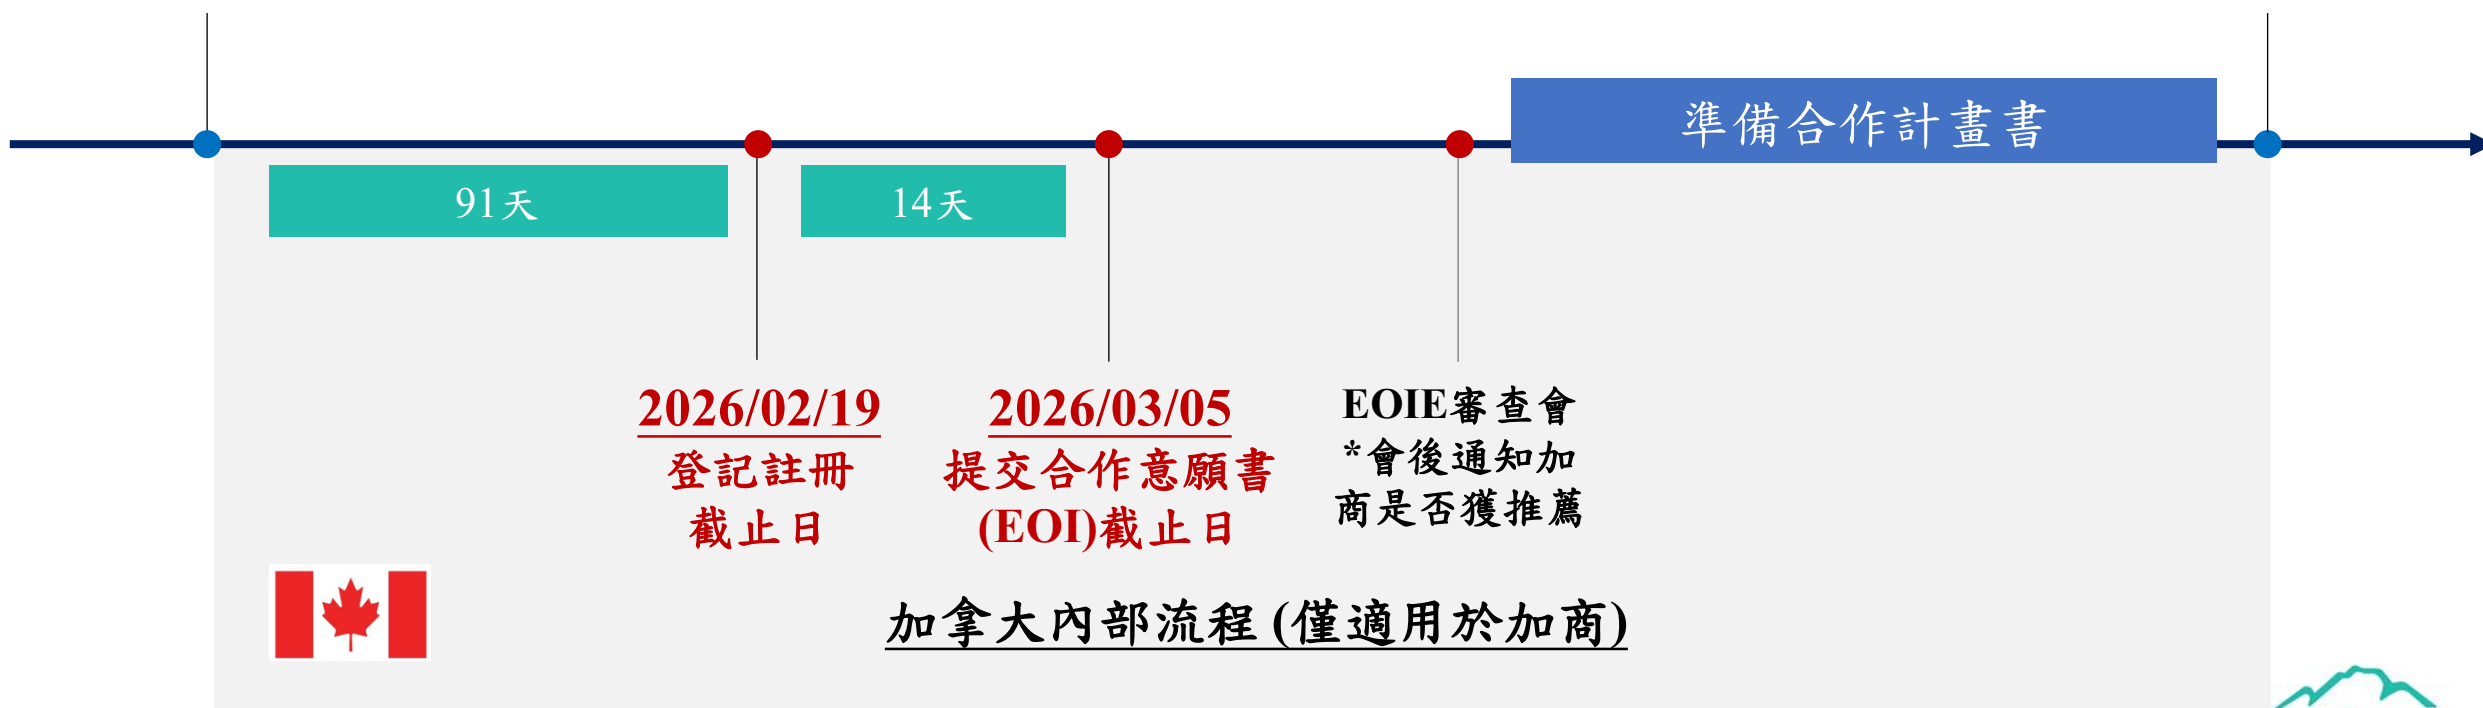 準備合作計畫書
91天
14天
2026/02/19
登記註冊
截止日
2026/03/05
提交合作意願書
(EOI)截止日
EOIE審查會
*會後通知加
商是否獲推薦
加拿大內部流程 (僅適用於加商)